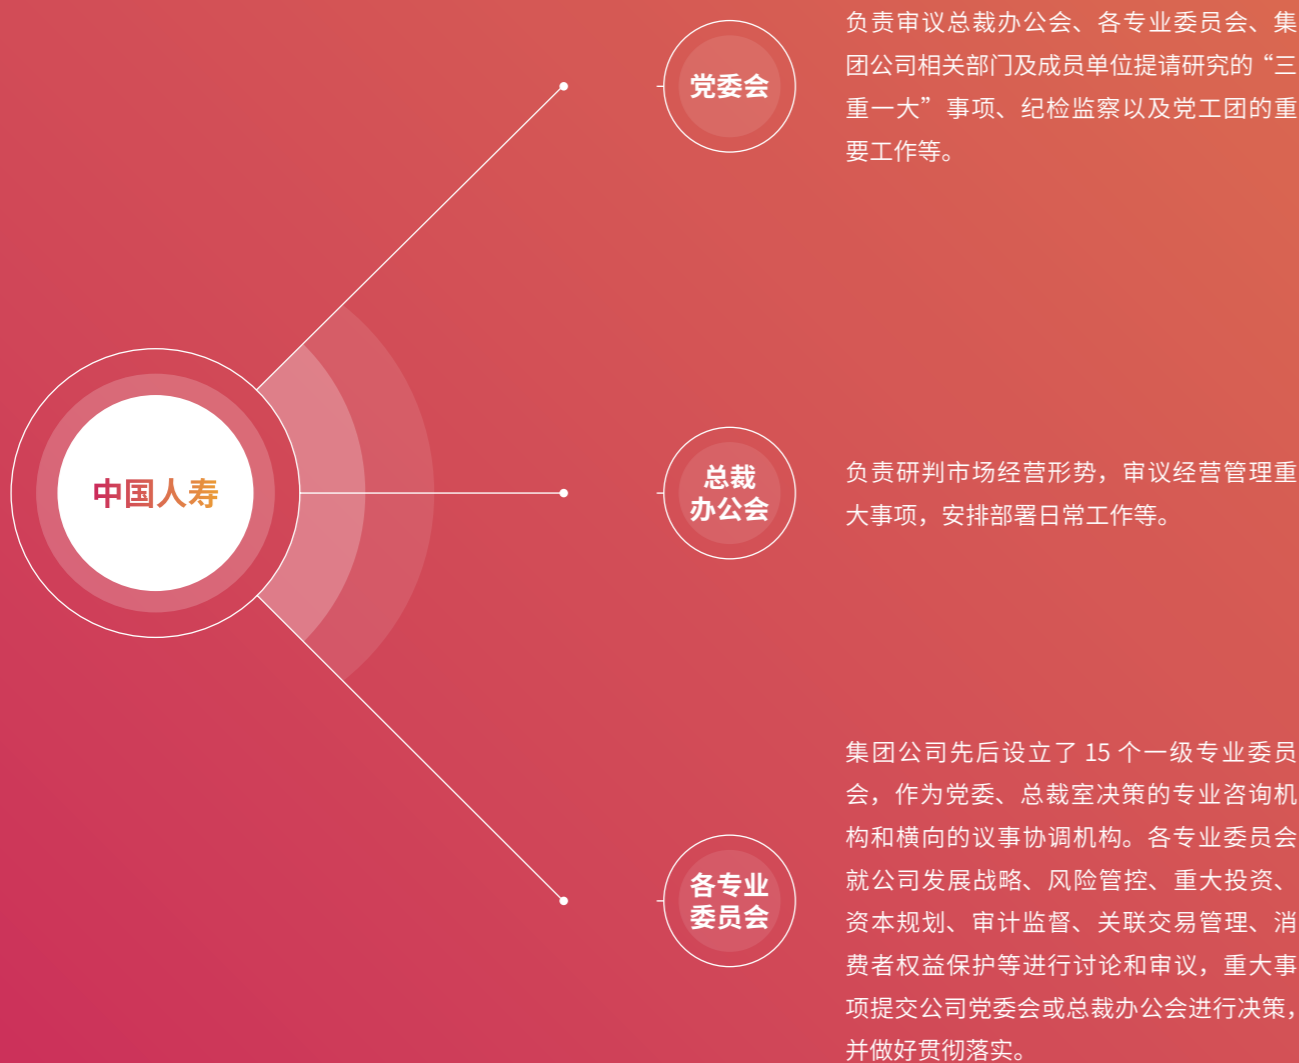 中国人寿
党委会
负责审议总裁办公会、各专业委员会、集
团公司相关部门及成员单位提请研究的“三
重一大”事项、纪检监察以及党工团的重
要工作等。
总裁
办公会
负责研判市场经营形势，审议经营管理重
大事项，安排部署日常工作等。
各专业
委员会
集团公司先后设立了 15 个一级专业委员
会，作为党委、总裁室决策的专业咨询机
构和横向的议事协调机构。各专业委员会
就公司发展战略、风险管控、重大投资、
资本规划、审计监督、关联交易管理、消
费者权益保护等进行讨论和审议，重大事
项提交公司党委会或总裁办公会进行决策，
并做好贯彻落实。